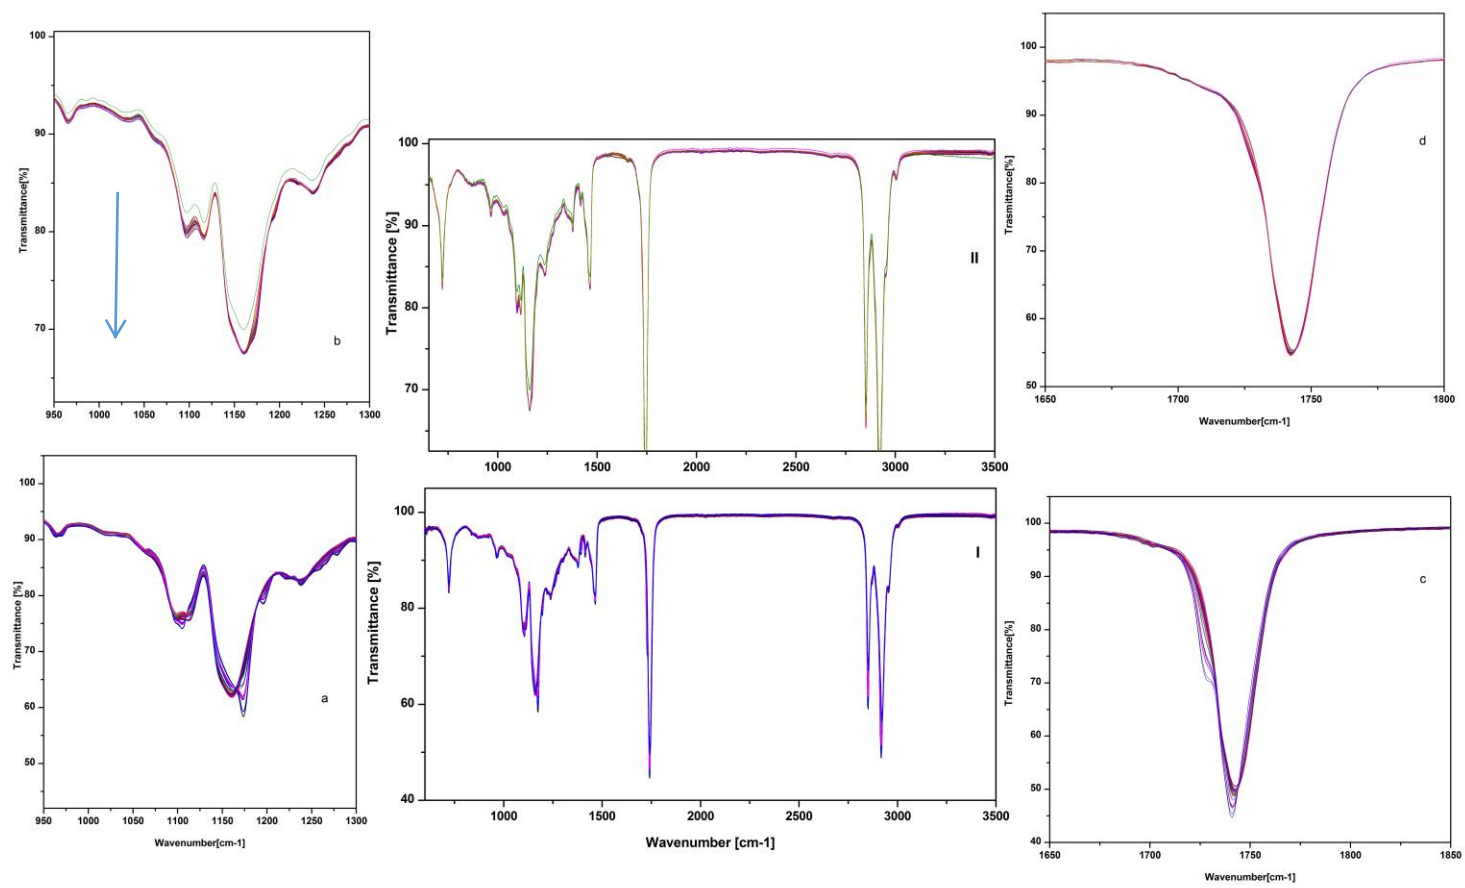 100
90
80
70
Transmittance[%]
b
950 1000 1050 1100 1150 1200 1250 1300
100
90
80
70
Transmittance [%]
II
1000 1500 2000 2500 3000 3500
100
90
80
70
60
50
Trasmittance[%]
d
1650 1700 1750 1800
Wavenumber[cm-1]
100
90
80
70
60
50
Transmittance [%]
a
950 1000 1050 1100 1150 1200 1250 1300
Wavenumber[cm-1]
100
80
60
40
Transmittance [%]
I
1000 1500 2000 2500 3000 3500
Wavenumber [cm-1]
100
90
80
70
60
50
40
Transmittance[%]
c
1650 1700 1750 1800 1850
Wavenumber[cm-1]